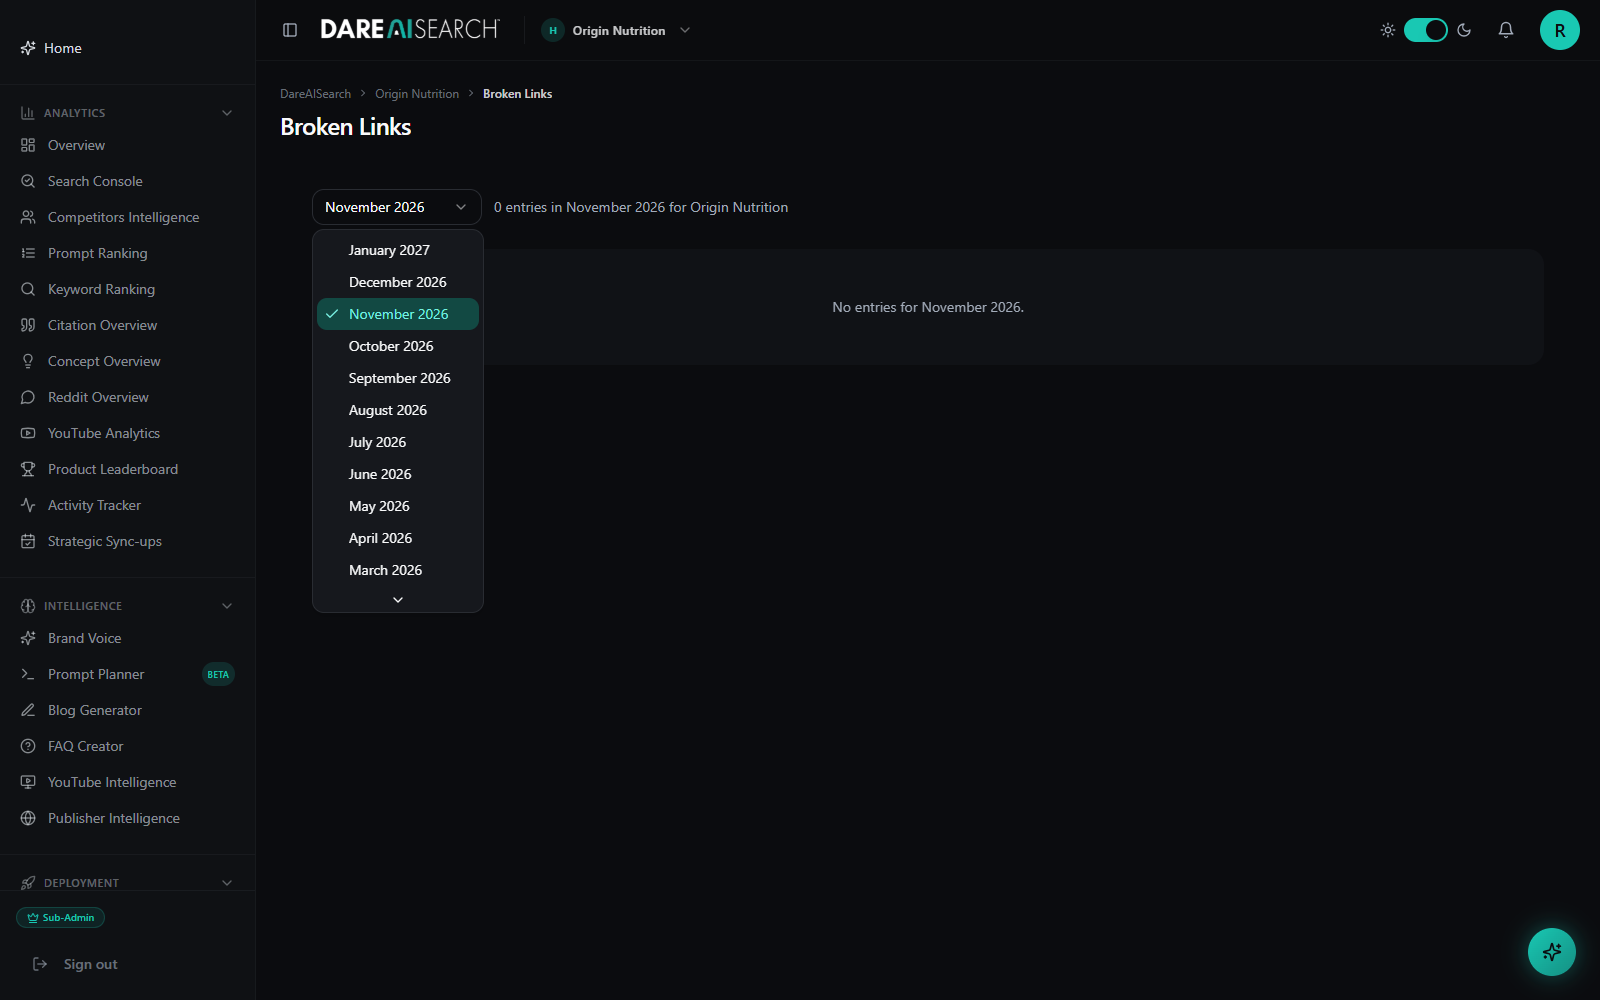 Home
ANALYTICS
Overview
Search Console
Competitors Intelligence
Prompt Ranking
Keyword Ranking
Citation Overview
Concept Overview
Reddit Overview
YouTube Analytics
Product Leaderboard
Activity Tracker
Strategic Sync-ups
INTELLIGENCE
Brand Voice
Prompt Planner BETA
Blog Generator
FAQ Creator
YouTube Intelligence
Publisher Intelligence
DEPLOYMENT
Sub-Admin
Sign out
DARE AI SEARCH
H Origin Nutrition
R
DareAISearch > Origin Nutrition > Broken Links
Broken Links
November 2026 0 entries in November 2026 for Origin Nutrition
January 2027
December 2026
November 2026
October 2026
September 2026
August 2026
July 2026
June 2026
May 2026
April 2026
March 2026
No entries for November 2026.